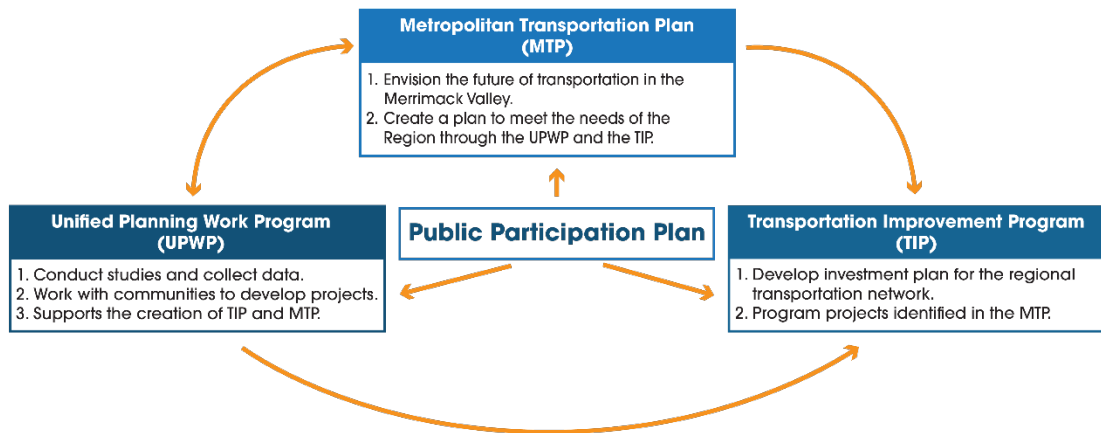 Metropolitan Transportation Plan
(MTP)
1. Envision the future of transportation in the
Merrimack Valley.
2. Create a plan to meet the needs of the
Region through the UPWP and the TIP.
Unified Planning Work Program
(UPWP)
1. Conduct studies and collect data.
2. Work with communities to develop projects.
3. Supports the creation of TIP and MTP.
Public Participation Plan
Transportation Improvement Program
(TIP)
1. Develop investment plan for the regional
transportation network.
2. Program projects identified in the MTP.